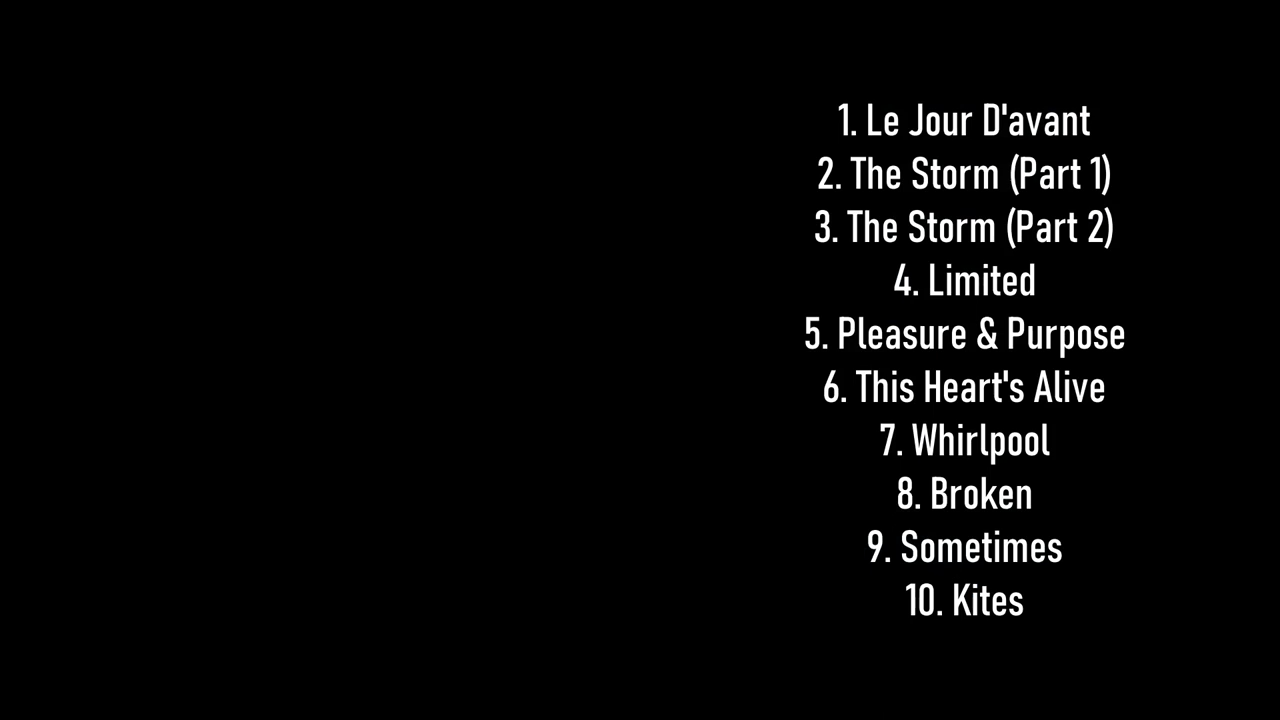 1. Le Jour D'avant
2. The Storm (Part 1)
3. The Storm (Part 2)
4. Limited
5. Pleasure & Purpose
6. This Heart's Alive
7. Whirlpool
8. Broken
9. Sometimes
10. Kites